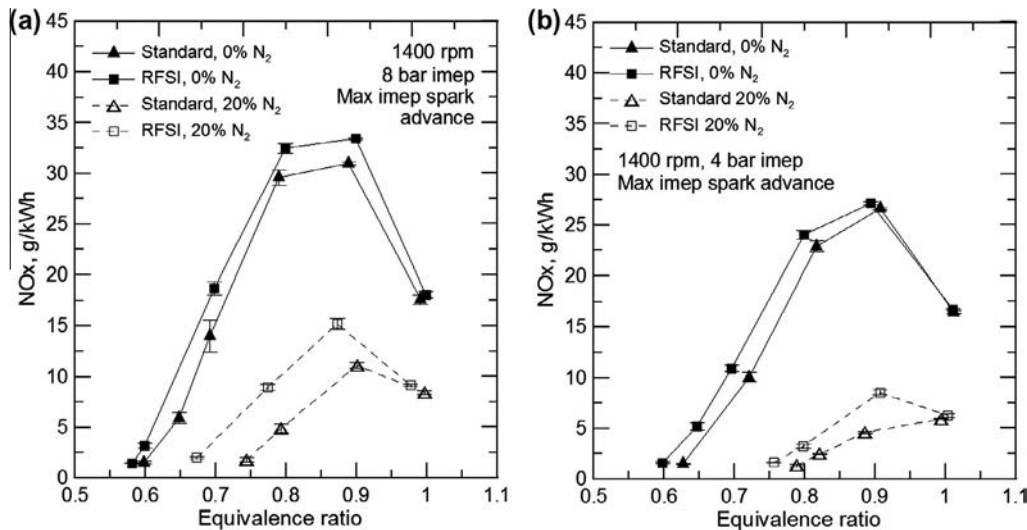 (a)
45
40
35
30
25
20
15
10
5
0
NOx, g/kWh
Standard, 0% N₂
RFSI, 0% N₂
Standard, 20% N₂
RFSI, 20% N₂
1400 rpm
8 bar imep
Max imep spark
advance
0.5 0.6 0.7 0.8 0.9 1 1.1
Equivalence ratio
(b)
45
40
35
30
25
20
15
10
5
0
NOx, g/kWh
Standard, 0% N₂
RFSI, 0% N₂
Standard 20% N₂
RFSI 20% N₂
1400 rpm, 4 bar imep
Max imep spark advance
0.5 0.6 0.7 0.8 0.9 1 1.1
Equivalence ratio